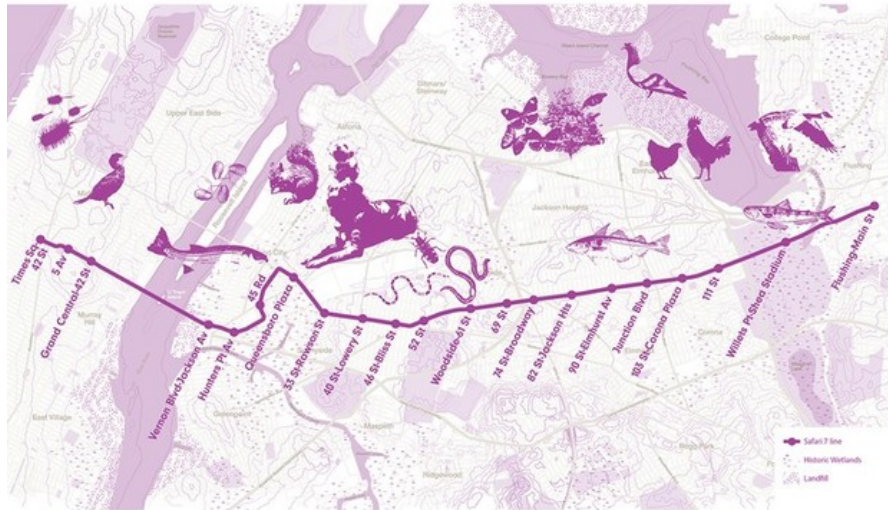 Upper East Side
Astoria
Ditmars/
Steinway
College Point
Flushing Bay
East
Elmhurst
Flushing
Jackson Heights
Times Sq
42 St
5 Av
Grand Central-42 St
Murray
Hill
East Village
Vernon Blvd-Jackson Av
Hunters Pt Av
45 Rd
Queensboro Plaza
33 St-Rawson St
40 St-Lowery St
46 St-Bliss St
52 St
Woodside-61 St
69 St
74 St-Broadway
82 St-Jackson Hts
90 St-Elmhurst Av
Junction Blvd
103 St-Corona Plaza
111 St
Willets Pt-Shea Stadium
Flushing-Main St
Corona
Greenpoint
Maspeth
Ridgewood
Rego Park
Safari 7 line
Historic Wetlands
Landfill